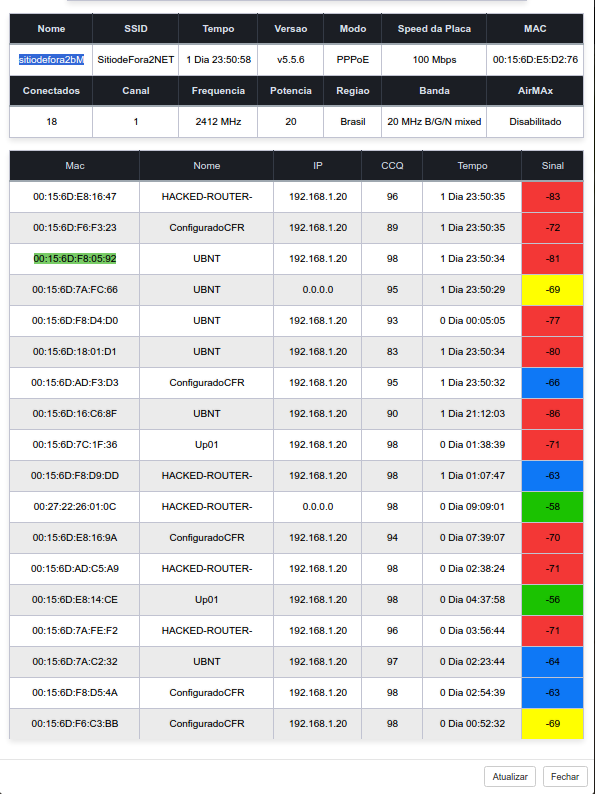 Nome SSID Tempo Versao Modo Speed da Placa MAC
sitiodefora2bM SitiodeFora2NET 1 Dia 23:50:58 v5.5.6 PPPoE 100 Mbps 00:15:6D:E5:D2:76
Conectados Canal Frequencia Potencia Regiao Banda AirMAx
18 1 2412 MHz 20 Brasil 20 MHz B/G/N mixed Disabilitado
Mac Nome IP CCQ Tempo Sinal
00:15:6D:E8:16:47 HACKED-ROUTER- 192.168.1.20 96 1 Dia 23:50:35 -83
00:15:6D:F6:F3:23 ConfiguradoCFR 192.168.1.20 89 1 Dia 23:50:35 -72
00:15:6D:F8:05:92 UBNT 192.168.1.20 98 1 Dia 23:50:34 -81
00:15:6D:7A:FC:66 UBNT 0.0.0.0 95 1 Dia 23:50:29 -69
00:15:6D:F8:D4:D0 UBNT 192.168.1.20 93 0 Dia 00:05:05 -77
00:15:6D:18:01:D1 UBNT 192.168.1.20 83 1 Dia 23:50:34 -80
00:15:6D:AD:F3:D3 ConfiguradoCFR 192.168.1.20 95 1 Dia 23:50:32 -66
00:15:6D:16:C6:8F UBNT 192.168.1.20 90 1 Dia 21:12:03 -86
00:15:6D:7C:1F:36 Up01 192.168.1.20 98 0 Dia 01:38:39 -71
00:15:6D:F8:D9:DD HACKED-ROUTER- 192.168.1.20 98 1 Dia 01:07:47 -63
00:27:22:26:01:0C HACKED-ROUTER- 0.0.0.0 98 0 Dia 09:09:01 -58
00:15:6D:E8:16:9A ConfiguradoCFR 192.168.1.20 94 0 Dia 07:39:07 -70
00:15:6D:AD:C5:A9 HACKED-ROUTER- 192.168.1.20 98 0 Dia 02:38:24 -71
00:15:6D:E8:14:CE Up01 192.168.1.20 98 0 Dia 04:37:58 -56
00:15:6D:7A:FE:F2 HACKED-ROUTER- 192.168.1.20 96 0 Dia 03:56:44 -71
00:15:6D:7A:C2:32 UBNT 192.168.1.20 97 0 Dia 02:23:44 -64
00:15:6D:F8:D5:4A ConfiguradoCFR 192.168.1.20 98 0 Dia 02:54:39 -63
00:15:6D:F6:C3:BB ConfiguradoCFR 192.168.1.20 98 0 Dia 00:52:32 -69
Atualizar Fechar